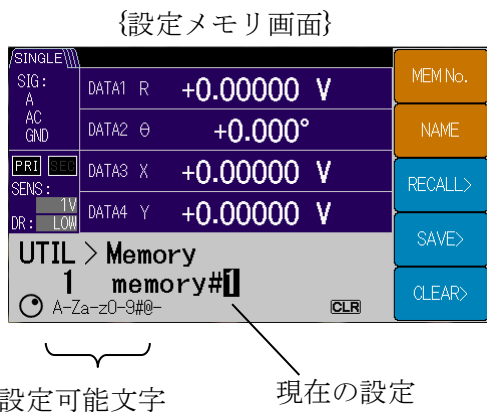 {設定メモリ画面}
SINGLE
SIG:
A
AC
GND
PRI SEC
SENS:
1V
DR: LOW
DATA1 R +0.00000 V
DATA2 θ +0.000°
DATA3 X +0.00000 V
DATA4 Y +0.00000 V
MEM No.
NAME
RECALL>
SAVE>
CLEAR>
UTIL > Memory
1 memory#1
A-Za-z0-9#@- CLR
設定可能文字
現在の設定